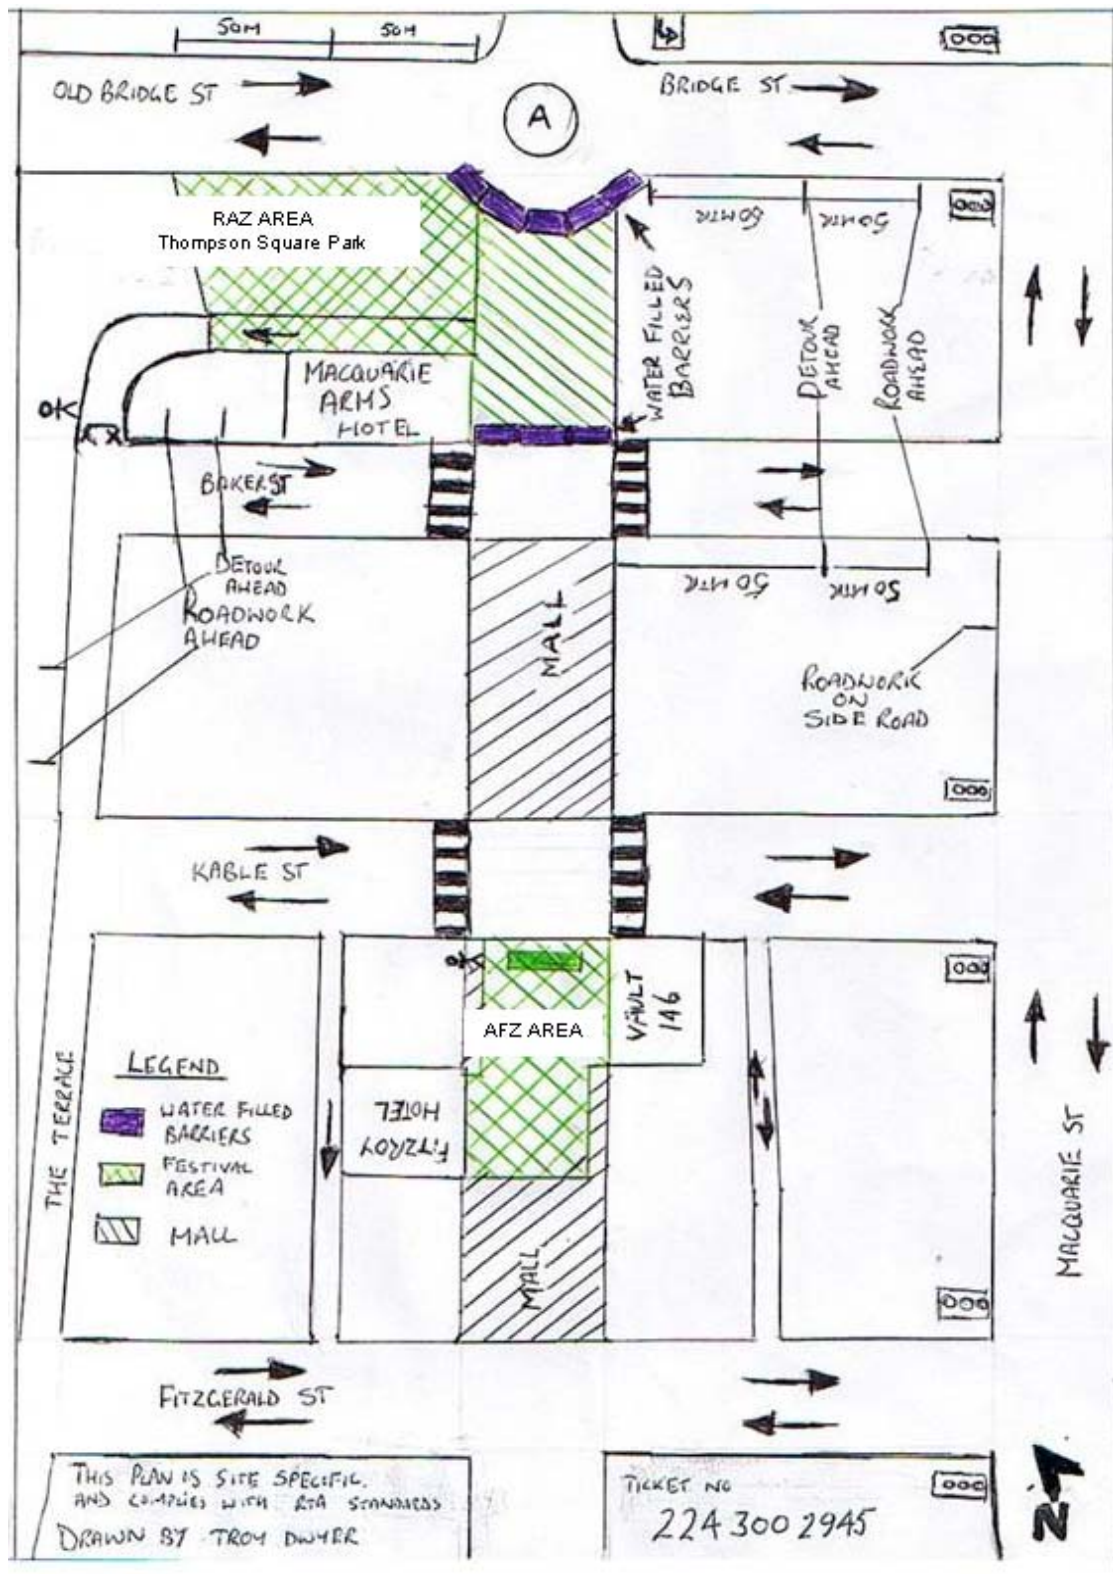 50M
50M
OLD BRIDGE ST
BRIDGE ST
A
RAZ AREA
Thompson Square Park
50MTR
50MTR
WATER FILLED
BARRIERS
DETOUR
AHEAD
ROADWORK
AHEAD
MACQUARIE
ARMS
HOTEL
BAKER ST
DETOUR
AHEAD
ROADWORK
AHEAD
MALL
50 MTR
50 MTR
ROADWORK
ON
SIDE ROAD
KABLE ST
AFZ AREA
VAULT
146
FITZROY
HOTEL
LEGEND
WATER FILLED
BARRIERS
FESTIVAL
AREA
MALL
THE TERRACE
MALL
MACQUARIE ST
FITZGERALD ST
THIS PLAN IS SITE SPECIFIC.
AND COMPLIES WITH RTA STANDARDS
DRAWN BY TROY DWYER
TICKET NO
224 300 2945